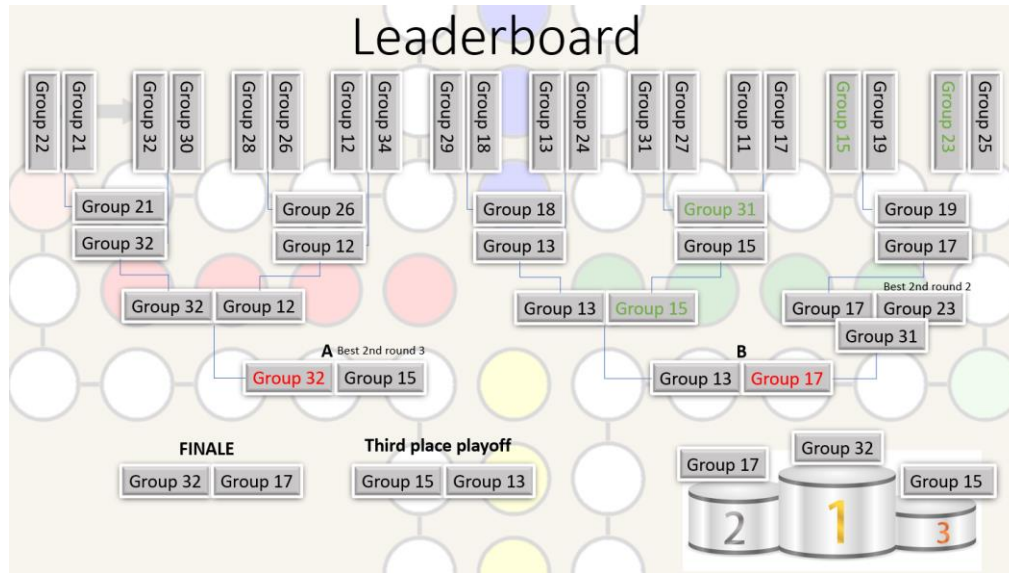 Leaderboard
Group 22
Group 21
Group 32
Group 30
Group 28
Group 26
Group 12
Group 34
Group 29
Group 18
Group 13
Group 24
Group 31
Group 27
Group 11
Group 17
Group 15
Group 19
Group 23
Group 25
Group 21
Group 26
Group 18
Group 31
Group 19
Group 32
Group 12
Group 13
Group 15
Group 17
Best 2nd round 2
Group 32
Group 12
Group 13
Group 15
Group 17
Group 23
Group 31
A Best 2nd round 3
B
Group 32
Group 15
Group 13
Group 17
FINALE
Third place playoff
Group 32
Group 17
Group 15
Group 13
Group 32
Group 17
Group 15
1
2
3